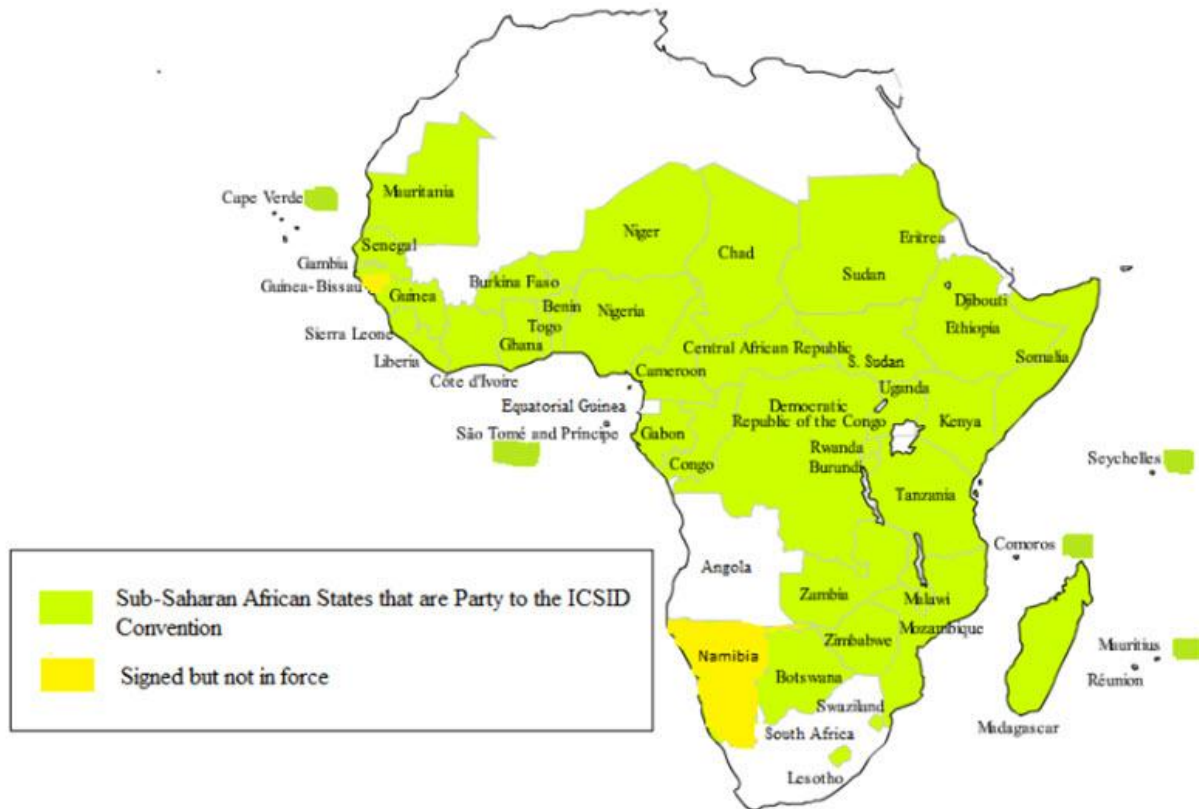 Mauritania
Cape Verde
Niger
Chad
Senegal
Eritrea
Gambia
Sudan
Burkina Faso
Guinea-Bissau
Guinea
Benin
Djibouti
Nigeria
Togo
Ethiopia
Sierra Leone
Ghana
Central African Republic
Somalia
Liberia
S. Sudan
Cameroon
Côte d'Ivoire
Uganda
Equatorial Guinea
Democratic
Republic of the Congo
Kenya
São Tomé and Príncipe
Gabon
Rwanda
Seychelles
Congo
Burundi
Tanzania
Comoros
Angola
Zambia
Malawi
Mozambique
Zimbabwe
Mauritius
Namibia
Botswana
Réunion
Swaziland
South Africa
Madagascar
Lesotho
Sub-Saharan African States that are Party to the ICSID
Convention
Signed but not in force